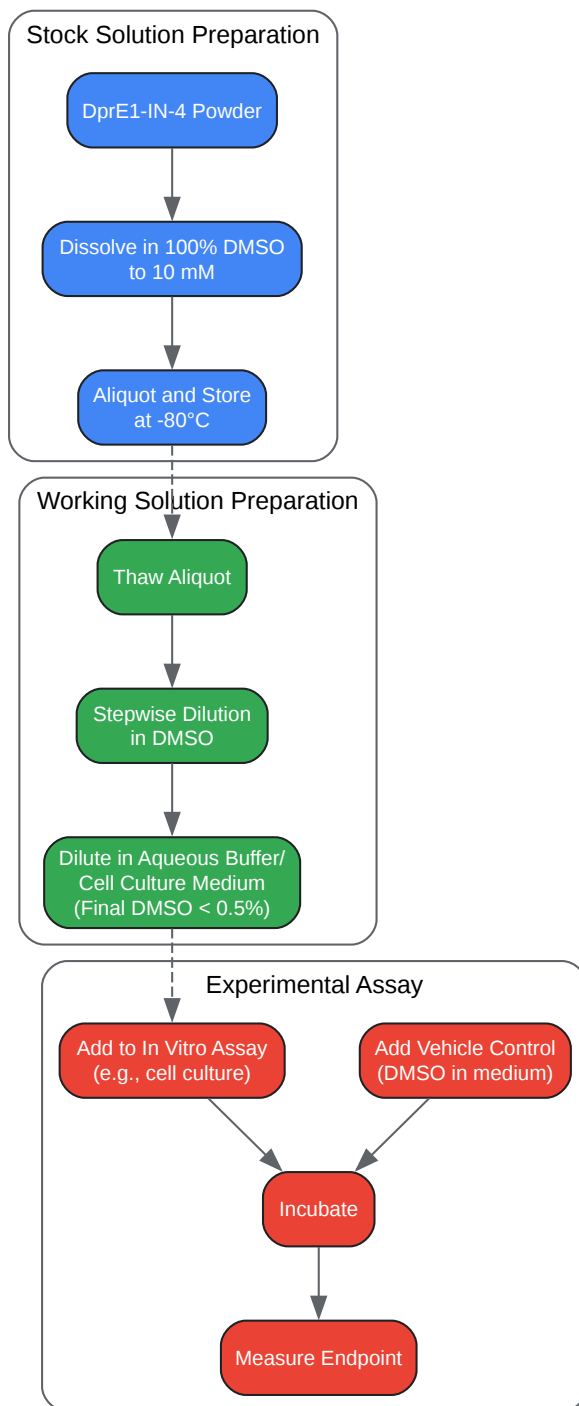 Stock Solution Preparation
DprE1-IN-4 Powder
Dissolve in 100% DMSO
to 10 mM
Aliquot and Store
at -80°C
Working Solution Preparation
Thaw Aliquot
Stepwise Dilution
in DMSO
Dilute in Aqueous Buffer/
Cell Culture Medium
(Final DMSO < 0.5%)
Experimental Assay
Add to In Vitro Assay
(e.g., cell culture)
Add Vehicle Control
(DMSO in medium)
Incubate
Measure Endpoint